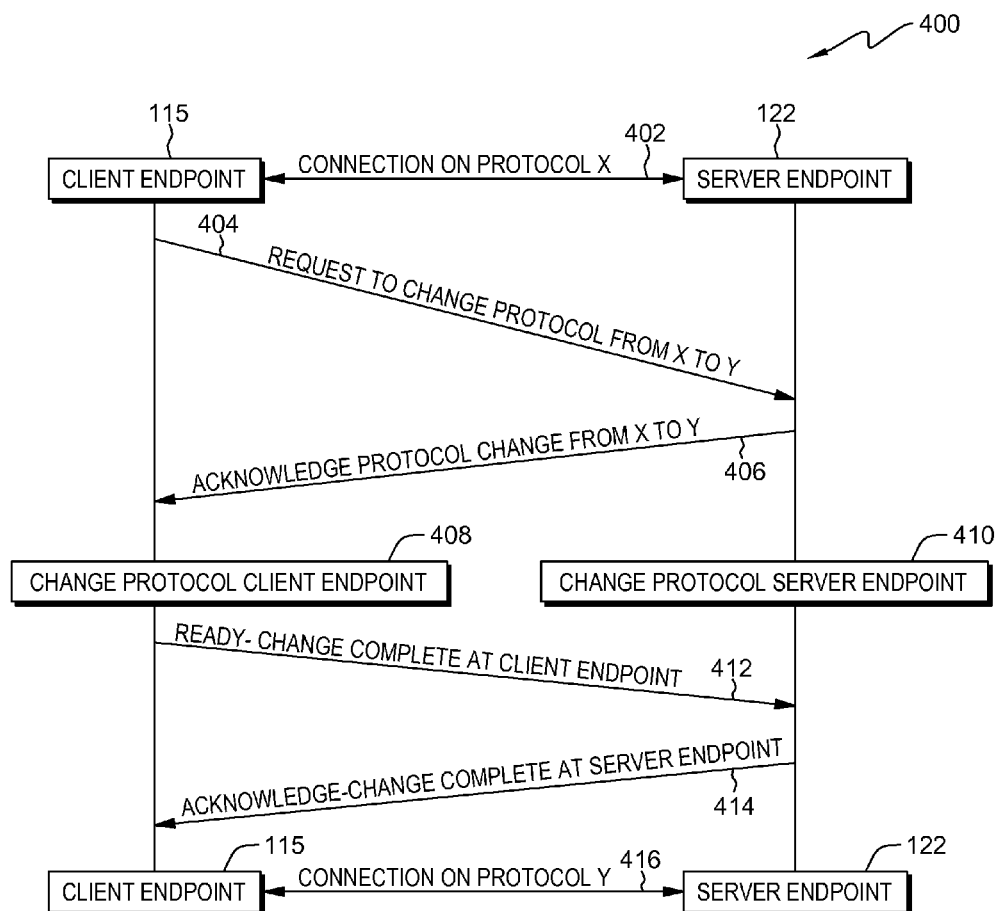 400
115
402
122
CLIENT ENDPOINT
CONNECTION ON PROTOCOL X
SERVER ENDPOINT
404
REQUEST TO CHANGE PROTOCOL FROM X TO Y
ACKNOWLEDGE PROTOCOL CHANGE FROM X TO Y
406
408
410
CHANGE PROTOCOL CLIENT ENDPOINT
CHANGE PROTOCOL SERVER ENDPOINT
READY- CHANGE COMPLETE AT CLIENT ENDPOINT
412
ACKNOWLEDGE-CHANGE COMPLETE AT SERVER ENDPOINT
414
115
416
122
CLIENT ENDPOINT
CONNECTION ON PROTOCOL Y
SERVER ENDPOINT